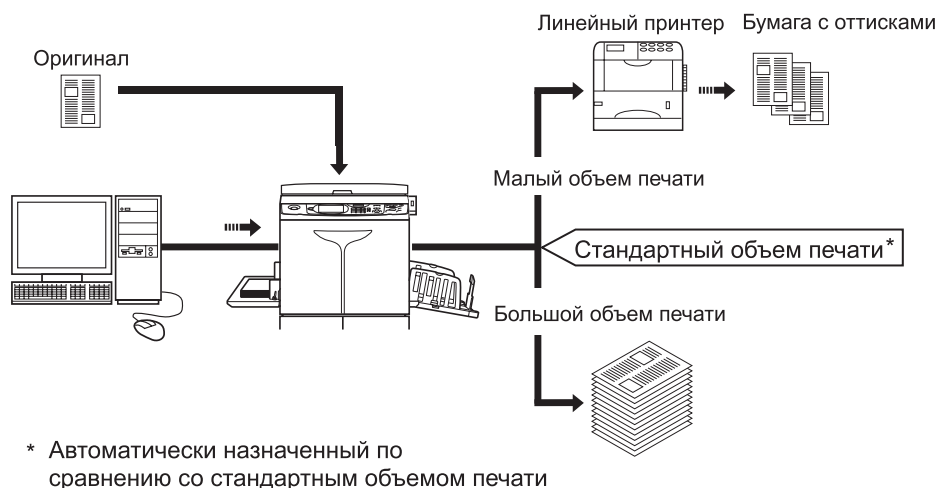 Линейный принтер
Бумага с оттисками
Оригинал
Малый объем печати
Стандартный объем печати*
Большой объем печати
* Автоматически назначенный по
сравнению со стандартным объемом печати